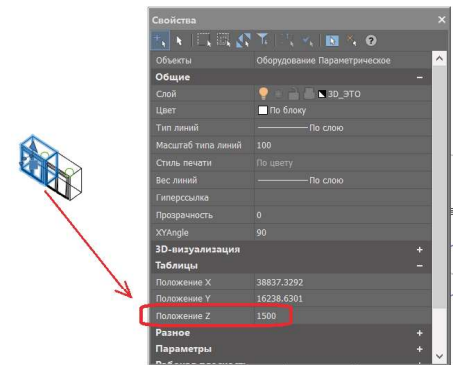 Свойства
Объекты Оборудование Параметрическое
Общие
Слой 3D_ЭТО
Цвет По блоку
Тип линий По слою
Масштаб типа линий 100
Стиль печати По цвету
Вес линий По слою
Гиперссылка
Прозрачность 0
XYAngle 90
3D-визуализация
Таблицы
Положение X 38837.3292
Положение Y 16238.6301
Положение Z 1500
Разное
Параметры